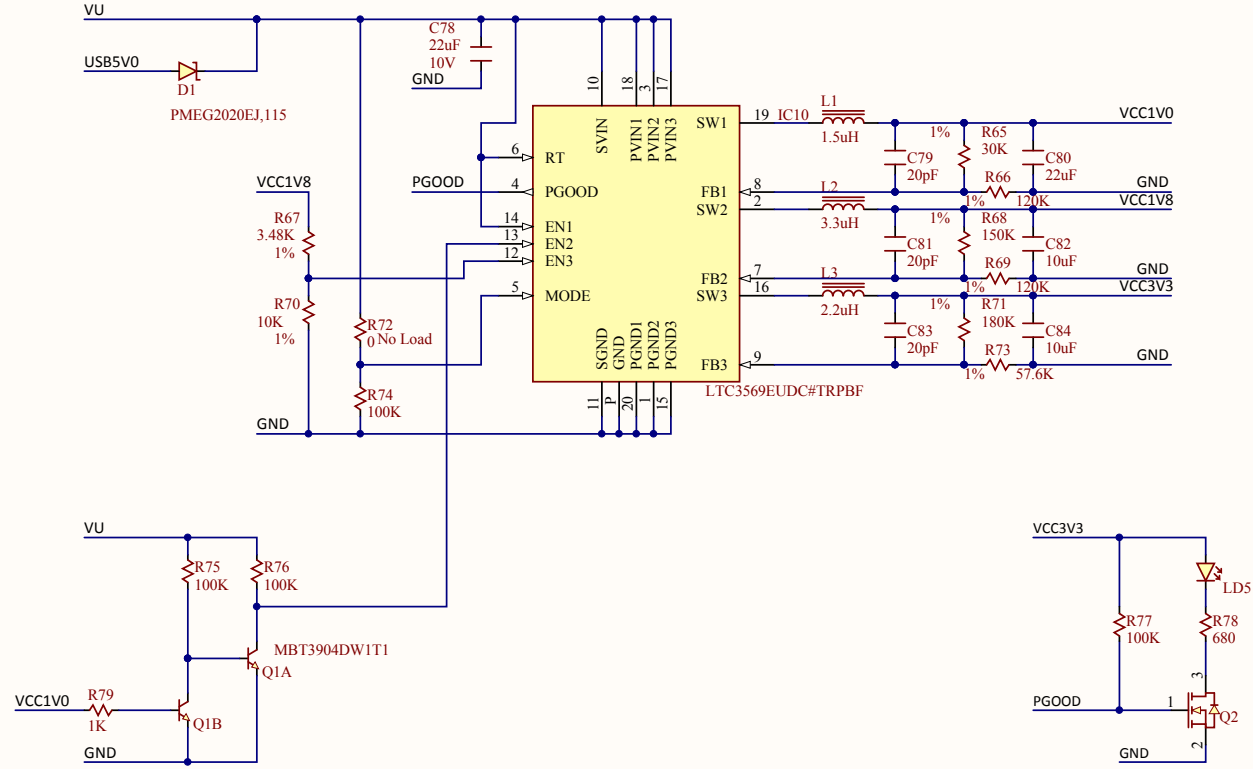 VU
C78
22uF
10V
GND
USB5V0
D1
PMEG2020EJ,115
10
18
3
17
SVIN
PVIN1
PVIN2
PVIN3
6
RT
PGOOD
4
PGOOD
14
EN1
13
EN2
12
EN3
5
MODE
SW1
19
IC10
FB1
8
SW2
2
FB2
7
SW3
16
FB3
9
SGND
GND
PGND1
PGND2
PGND3
11
P
20
1
15
LTC3569EUDC#TRPBF
L1
1.5uH
VCC1V0
1%
R65
30K
C79
20pF
C80
22uF
R66
GND
1%
120K
L2
3.3uH
VCC1V8
1%
R68
150K
C81
20pF
C82
10uF
R69
GND
1%
120K
L3
2.2uH
VCC3V3
1%
R71
180K
C83
20pF
C84
10uF
R73
GND
1%
57.6K
VCC1V8
R67
3.48K
1%
R70
10K
1%
R72
0 No Load
R74
100K
GND
VU
R75
100K
R76
100K
MBT3904DW1T1
Q1A
VCC1V0
R79
1K
Q1B
GND
VCC3V3
LD5
R77
100K
R78
680
PGOOD
1
3
Q2
2
GND